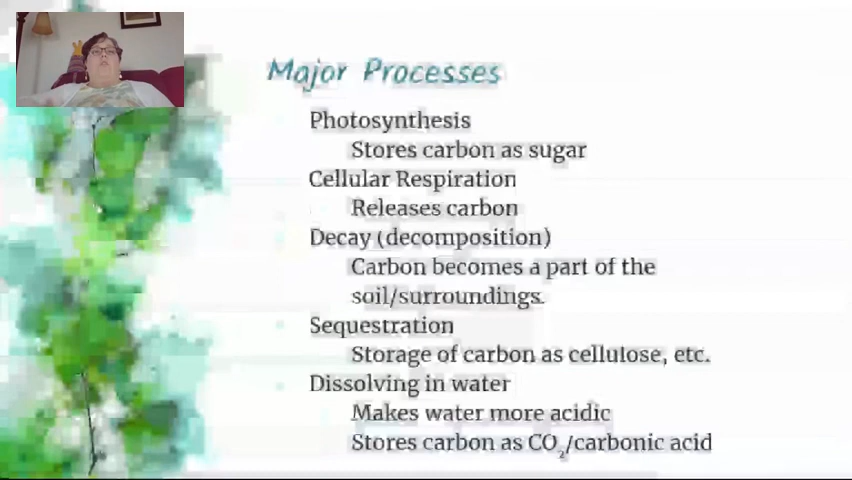 Major Processes
Photosynthesis
Stores carbon as sugar
Cellular Respiration
Releases carbon
Decay (decomposition)
Carbon becomes a part of the
soil/surroundings.
Sequestration
Storage of carbon as cellulose, etc.
Dissolving in water
Makes water more acidic
Stores carbon as CO₂/carbonic acid